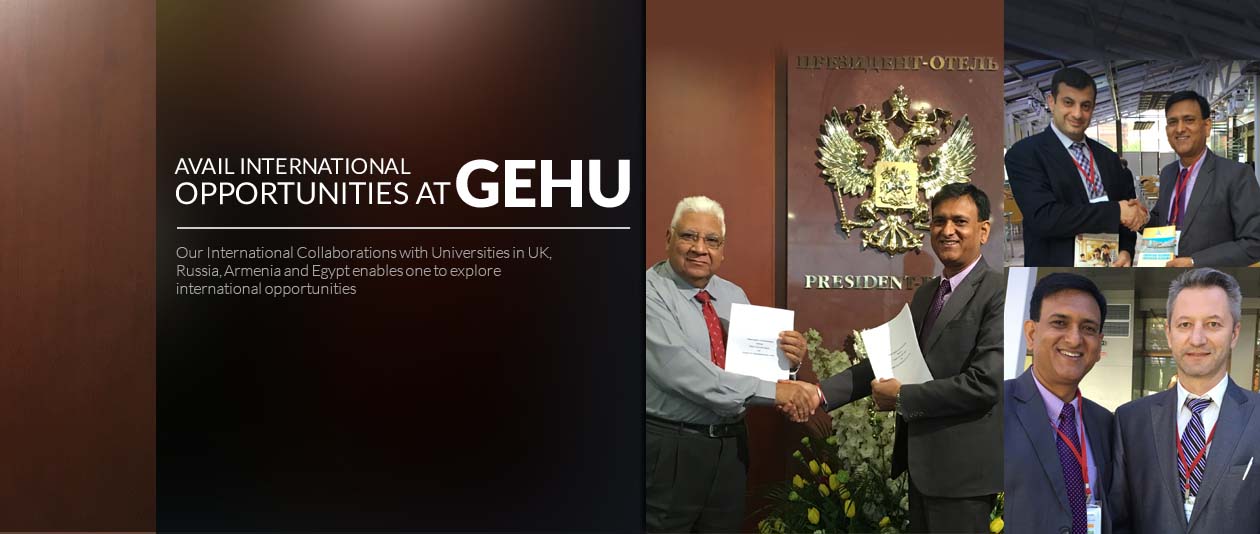 AVAIL INTERNATIONAL
OPPORTUNITIES AT GEHU
Our International Collaborations with Universities in UK,
Russia, Armenia and Egypt enables one to explore
international opportunities
ПРЕЗИДЕНТ-ОТЕЛЬ
PRESIDENT-